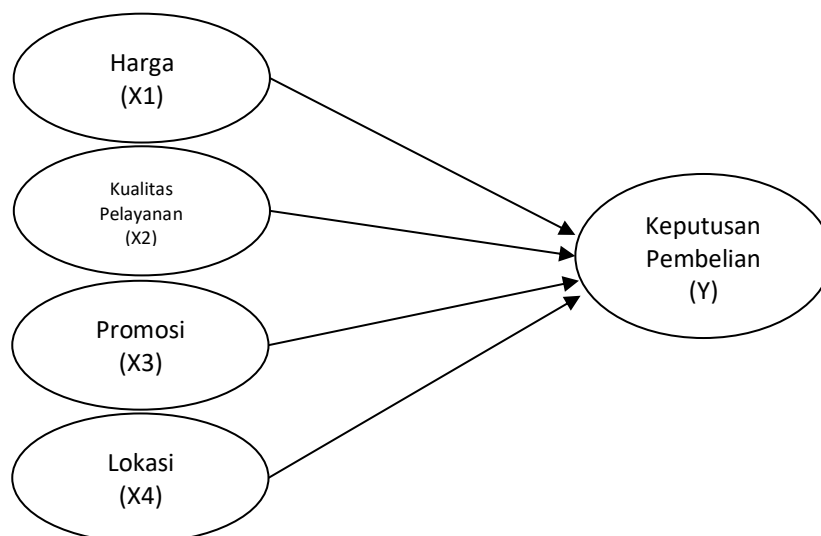 Harga
(X1)
Kualitas
Pelayanan
(X2)
Promosi
(X3)
Lokasi
(X4)
Keputusan
Pembelian
(Y)